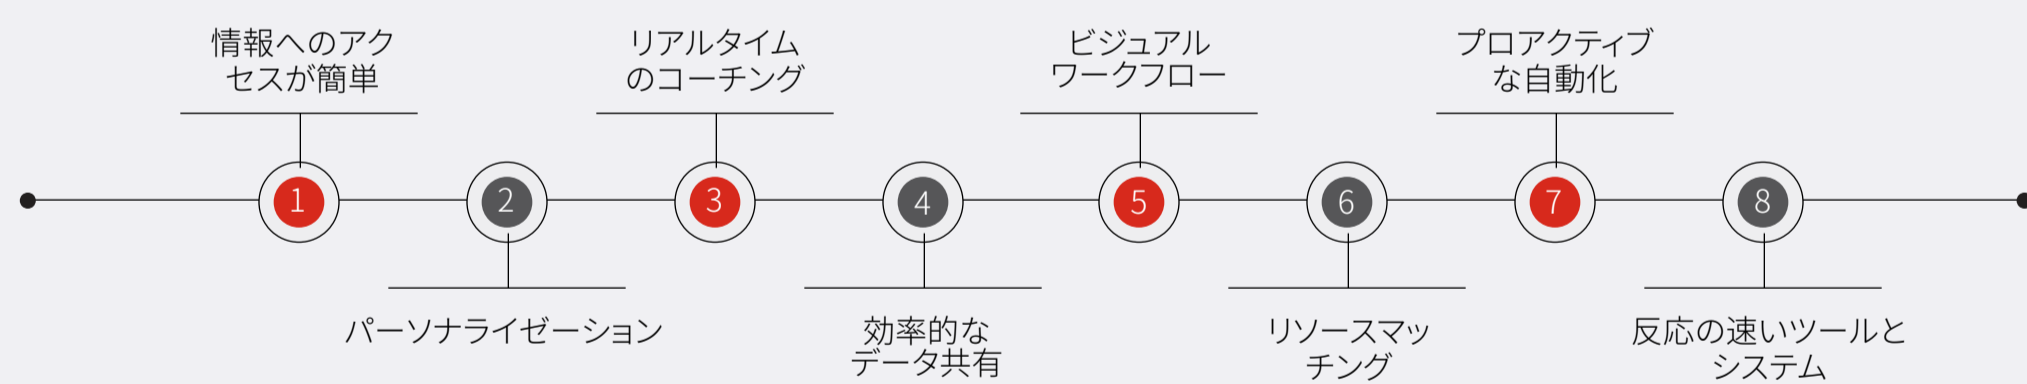 情報へのアク
セスが簡単
1
2
パーソナライゼーション
リアルタイム
のコーチング
3
4
効率的な
データ共有
ビジュアル
ワークフロー
5
6
リソースマッ
チング
プロアクティブ
な自動化
7
8
反応の速いツールと
システム